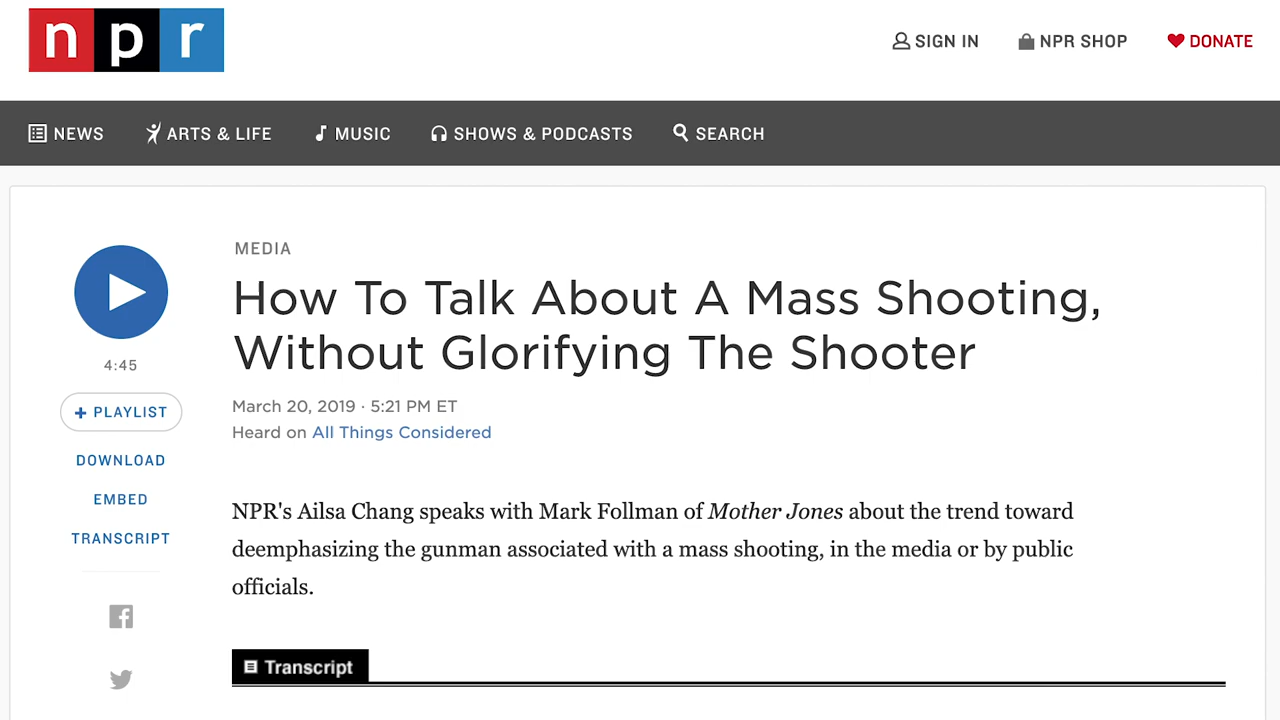 npr
SIGN IN
NPR SHOP
DONATE
NEWS
ARTS & LIFE
MUSIC
SHOWS & PODCASTS
SEARCH
4:45
+ PLAYLIST
DOWNLOAD
EMBED
TRANSCRIPT
MEDIA
How To Talk About A Mass Shooting,
Without Glorifying The Shooter
March 20, 2019 · 5:21 PM ET
Heard on All Things Considered
NPR's Ailsa Chang speaks with Mark Follman of Mother Jones about the trend toward
deemphasizing the gunman associated with a mass shooting, in the media or by public
officials.
Transcript